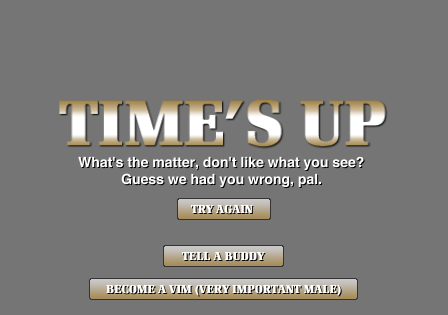 TIME'S UP
What's the matter, don't like what you see?
Guess we had you wrong, pal.
TRY AGAIN
TELL A BUDDY
BECOME A VIM (VERY IMPORTANT MALE)